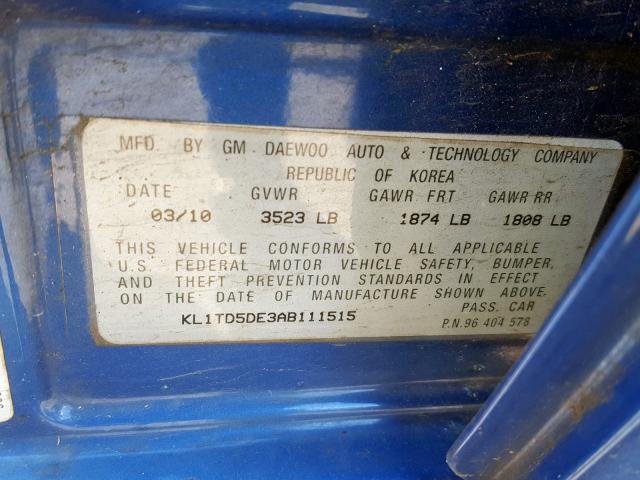 MFD. BY GM DAEWOO AUTO & TECHNOLOGY COMPANY
REPUBLIC OF KOREA
DATE GVWR GAWR FRT GAWR RR
03/10 3523 LB 1874 LB 1808 LB
THIS VEHICLE CONFORMS TO ALL APPLICABLE
U.S. FEDERAL MOTOR VEHICLE SAFETY, BUMPER,
AND THEFT PREVENTION STANDARDS IN EFFECT
ON THE DATE OF MANUFACTURE SHOWN ABOVE.
PASS. CAR
KL1TD5DE3AB111515
P.N.96 404 578